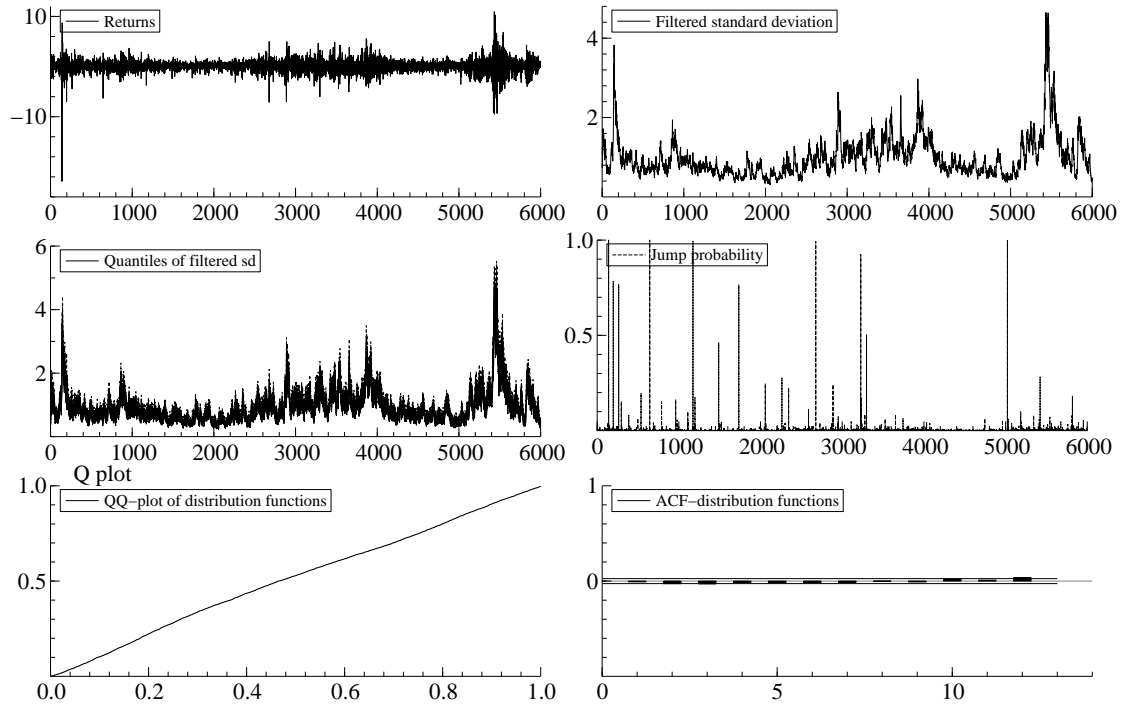 10
Returns
−10
0 1000 2000 3000 4000 5000 6000
4
Filtered standard deviation
2
0 1000 2000 3000 4000 5000 6000
6
Quantiles of filtered sd
4
2
0 1000 2000 3000 4000 5000 6000
1.0
Jump probability
0.5
0 1000 2000 3000 4000 5000 6000
Q plot
1.0
QQ−plot of distribution functions
0.5
0.0 0.2 0.4 0.6 0.8 1.0
1
ACF−distribution functions
0
0 5 10